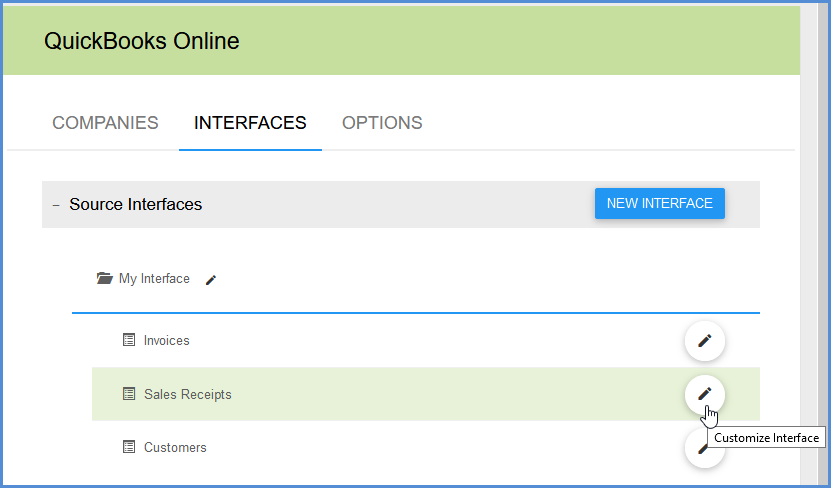 QuickBooks Online
COMPANIES INTERFACES OPTIONS
– Source Interfaces NEW INTERFACE
My Interface
Invoices
Sales Receipts
Customize Interface
Customers